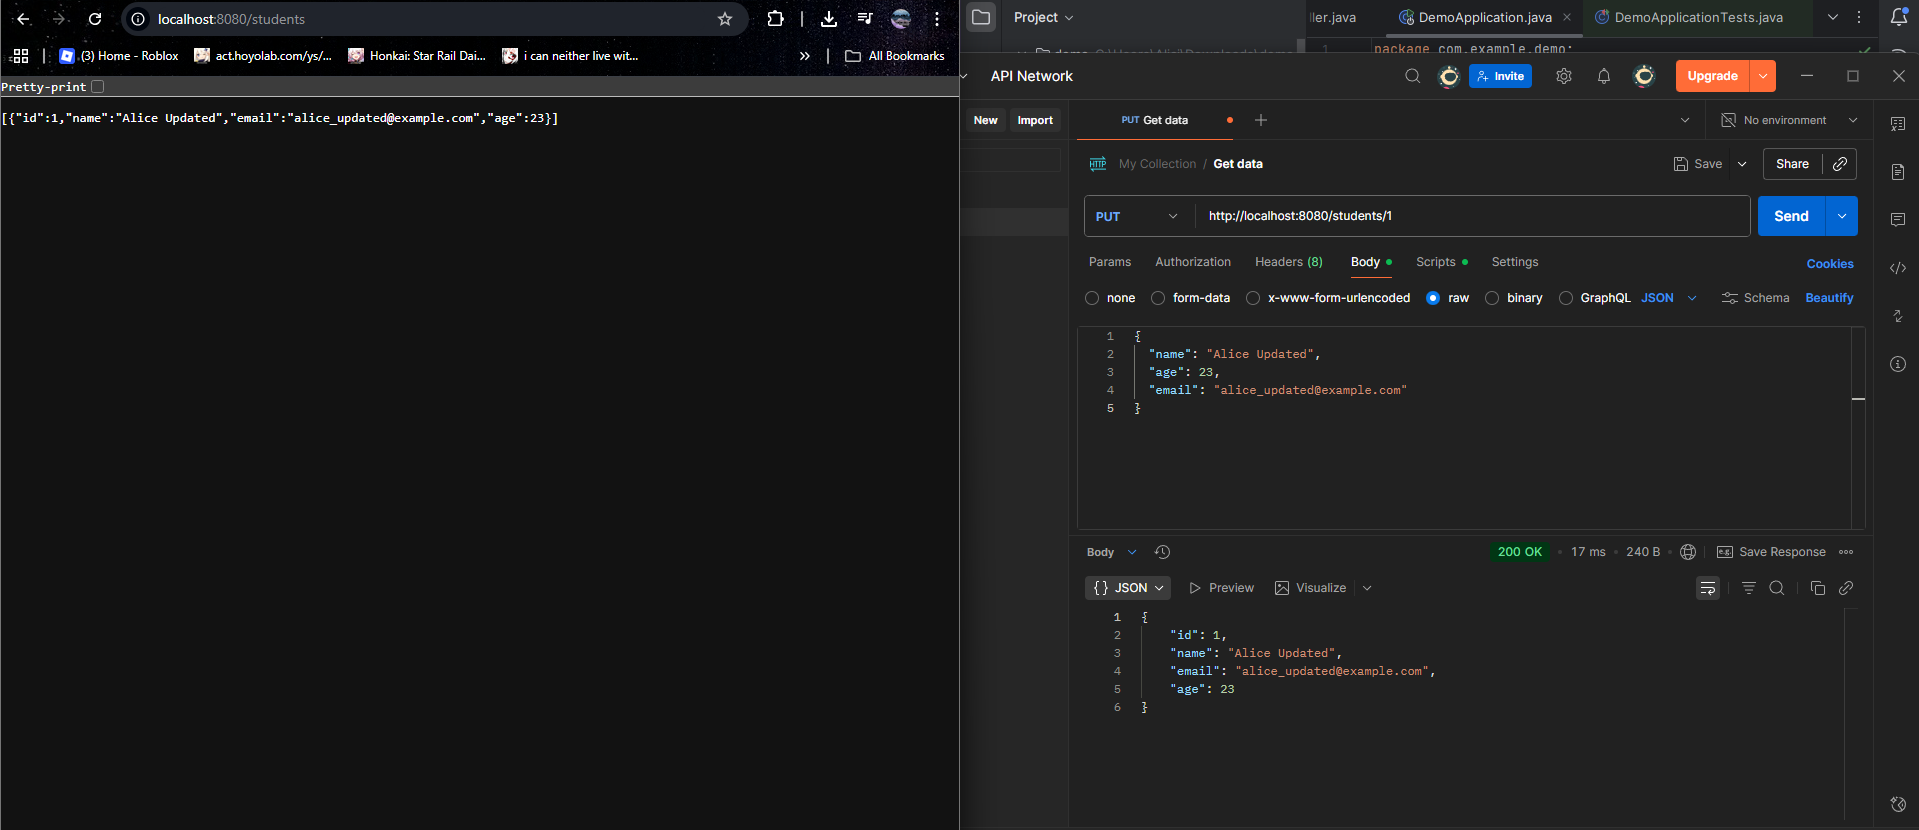 localhost:8080/students
(3) Home - Roblox
act.hoyolab.com/ys/...
Honkai: Star Rail Dai...
i can neither live wit...
»
All Bookmarks
Pretty-print
[{"id":1,"name":"Alice Updated","email":"alice_updated@example.com","age":23}]
Project
ller.java
DemoApplication.java
DemoApplicationTests.java
1 package com.example.demo;
API Network
Invite
Upgrade
New
Import
PUT Get data
No environment
HTTP My Collection / Get data
Save
Share
PUT
http://localhost:8080/students/1
Send
Params
Authorization
Headers (8)
Body
Scripts
Settings
Cookies
none
form-data
x-www-form-urlencoded
raw
binary
GraphQL
JSON
Schema
Beautify
1 {
2 "name": "Alice Updated",
3 "age": 23,
4 "email": "alice_updated@example.com"
5 }
Body
200 OK • 17 ms • 240 B
e.g. Save Response
{} JSON
Preview
Visualize
1 {
2 "id": 1,
3 "name": "Alice Updated",
4 "email": "alice_updated@example.com",
5 "age": 23
6 }